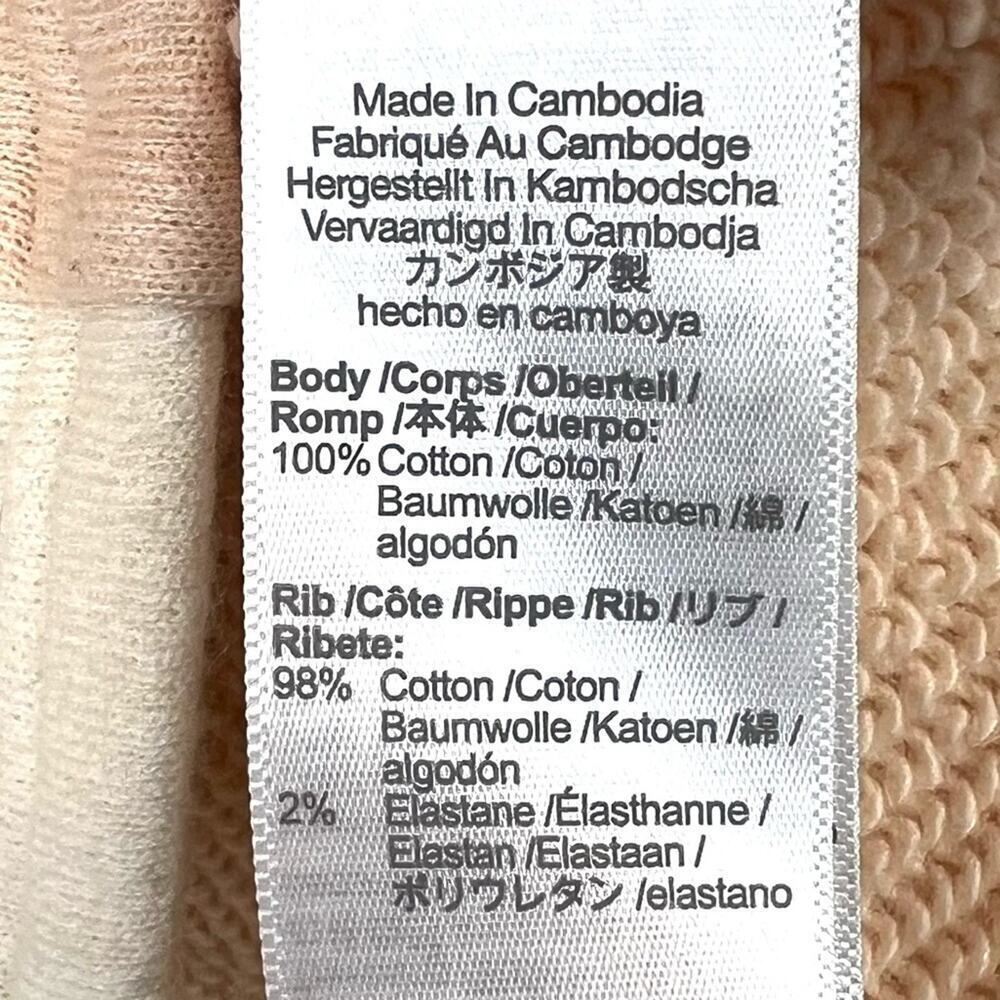 Made In Cambodia
Fabriqué Au Cambodge
Hergestellt In Kambodscha
Vervaardigd In Cambodja
カンボジア製
hecho en camboya
Body /Corps /Oberteil /
Romp /本体 /Cuerpo:
100% Cotton /Coton /
Baumwolle /Katoen /綿 /
algodón
Rib /Côte /Rippe /Rib /リブ /
Ribete:
98% Cotton /Coton /
Baumwolle /Katoen /綿 /
algodón
2% Elastane /Élasthanne /
Elastan /Elastaan /
ポリウレタン /elastano